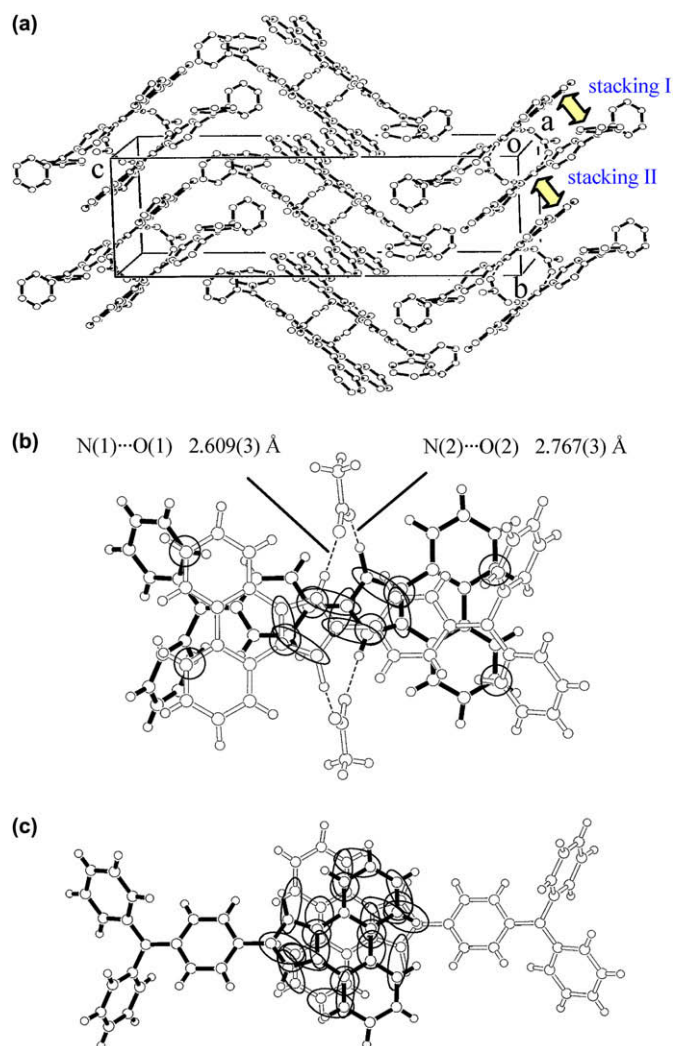 (a)
stacking I
a
o
c
stacking II
b
(b)
N(1)···O(1) 2.609(3) Å N(2)···O(2) 2.767(3) Å
(c)